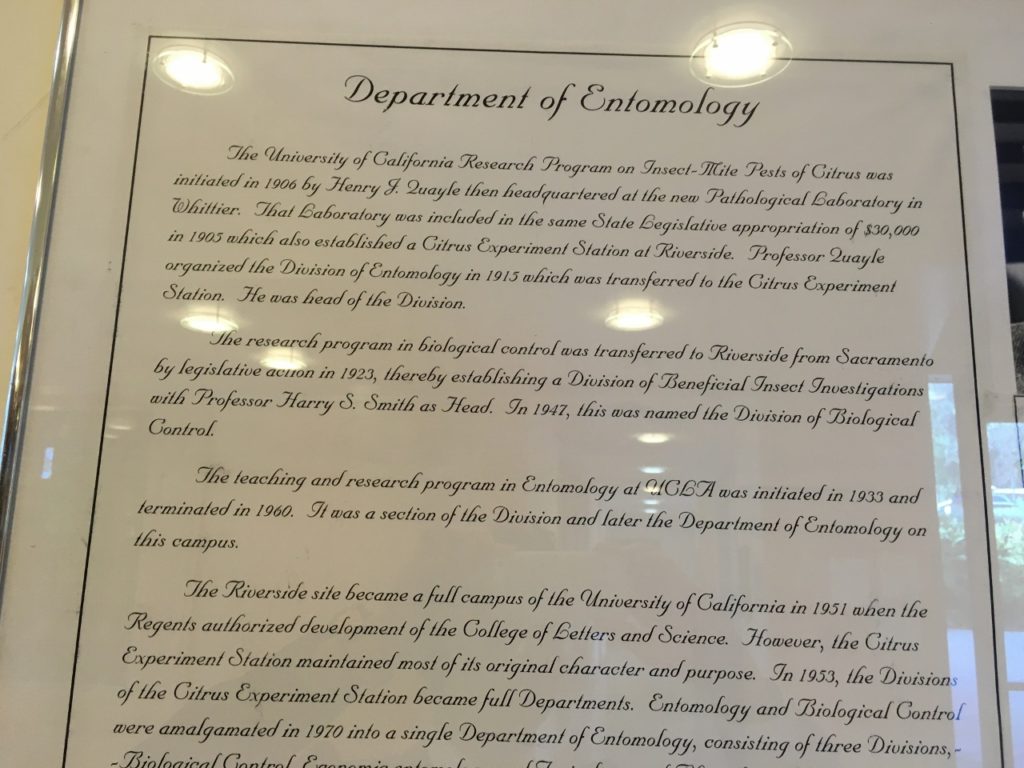 Department of Entomology
The University of California Research Program on Insect-Mite Pests of Citrus was
initiated in 1906 by Henry J. Quayle then headquartered at the new Pathological Laboratory in
Whittier. That Laboratory was included in the same State Legislative appropriation of $30,000
in 1905 which also established a Citrus Experiment Station at Riverside. Professor Quayle
organized the Division of Entomology in 1915 which was transferred to the Citrus Experiment
Station. He was head of the Division.
The research program in biological control was transferred to Riverside from Sacramento
by legislative action in 1923, thereby establishing a Division of Beneficial Insect Investigations
with Professor Harry S. Smith as Head. In 1947, this was named the Division of Biological
Control.
The teaching and research program in Entomology at UCLA was initiated in 1933 and
terminated in 1960. It was a section of the Division and later the Department of Entomology on
this campus.
The Riverside site became a full campus of the University of California in 1951 when the
Regents authorized development of the College of Letters and Science. However, the Citrus
Experiment Station maintained most of its original character and purpose. In 1953, the Divisions
of the Citrus Experiment Station became full Departments. Entomology and Biological Control
were amalgamated in 1970 into a single Department of Entomology, consisting of three Divisions,-
-Biological Control, Economic entomology and